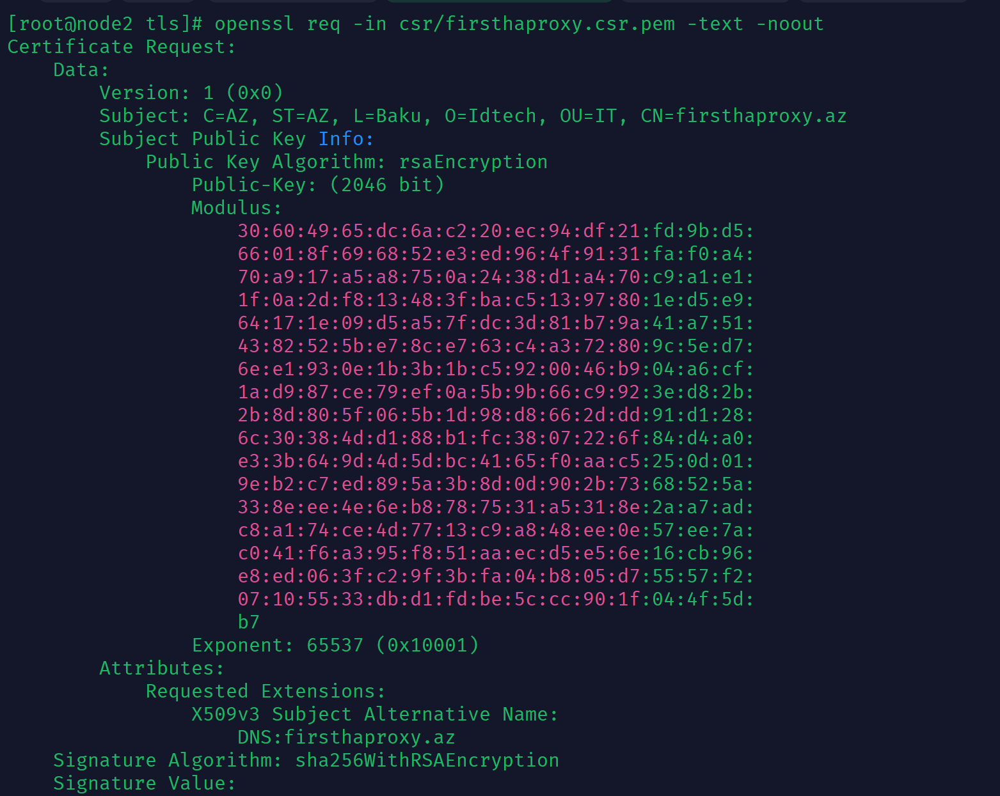 [root@node2 tls]# openssl req -in csr/firsthaproxy.csr.pem -text -noout
Certificate Request:
    Data:
        Version: 1 (0x0)
        Subject: C=AZ, ST=AZ, L=Baku, O=Idtech, OU=IT, CN=firsthaproxy.az
        Subject Public Key Info:
            Public Key Algorithm: rsaEncryption
                Public-Key: (2046 bit)
                Modulus:
                    30:60:49:65:dc:6a:c2:20:ec:94:df:21:fd:9b:d5:
                    66:01:8f:69:68:52:e3:ed:96:4f:91:31:fa:f0:a4:
                    70:a9:17:a5:a8:75:0a:24:38:d1:a4:70:c9:a1:e1:
                    1f:0a:2d:f8:13:48:3f:ba:c5:13:97:80:1e:d5:e9:
                    64:17:1e:09:d5:a5:7f:dc:3d:81:b7:9a:41:a7:51:
                    43:82:52:5b:e7:8c:e7:63:c4:a3:72:80:9c:5e:d7:
                    6e:e1:93:0e:1b:3b:1b:c5:92:00:46:b9:04:a6:cf:
                    1a:d9:87:ce:79:ef:0a:5b:9b:66:c9:92:3e:d8:2b:
                    2b:8d:80:5f:06:5b:1d:98:d8:66:2d:dd:91:d1:28:
                    6c:30:38:4d:d1:88:b1:fc:38:07:22:6f:84:d4:a0:
                    e3:3b:64:9d:4d:5d:bc:41:65:f0:aa:c5:25:0d:01:
                    9e:b2:c7:ed:89:5a:3b:8d:0d:90:2b:73:68:52:5a:
                    33:8e:ee:4e:6e:b8:78:75:31:a5:31:8e:2a:a7:ad:
                    c8:a1:74:ce:4d:77:13:c9:a8:48:ee:0e:57:ee:7a:
                    c0:41:f6:a3:95:f8:51:aa:ec:d5:e5:6e:16:cb:96:
                    e8:ed:06:3f:c2:9f:3b:fa:04:b8:05:d7:55:57:f2:
                    07:10:55:33:db:d1:fd:be:5c:cc:90:1f:04:4f:5d:
                    b7
                Exponent: 65537 (0x10001)
        Attributes:
            Requested Extensions:
                X509v3 Subject Alternative Name:
                    DNS:firsthaproxy.az
    Signature Algorithm: sha256WithRSAEncryption
    Signature Value: